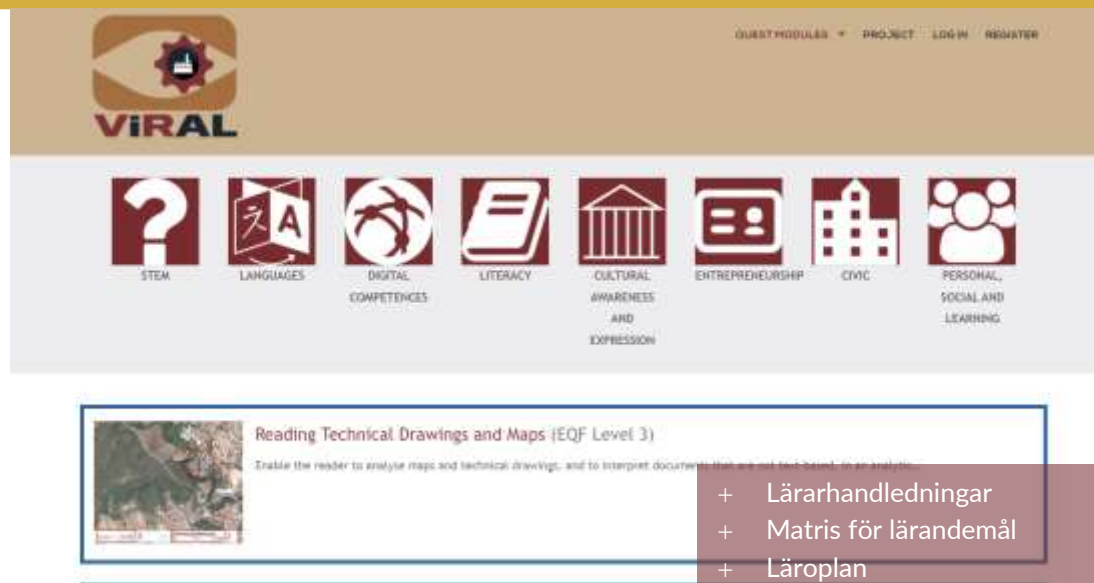 GUEST MODULES PROJECT LOG IN REGISTER
ViRAL
STEM
LANGUAGES
DIGITAL
COMPETENCES
LITERACY
CULTURAL
AWARENESS
AND
EXPRESSION
ENTREPRENEURSHIP
CIVIC
PERSONAL,
SOCIAL AND
LEARNING
Reading Technical Drawings and Maps (EQF Level 3)
Enable the reader to analyse maps and technical drawings, and to interpret documents that are not text-based, in an analytic...
+ Lärarhandledningar
+ Matris för lärandemål
+ Läroplan